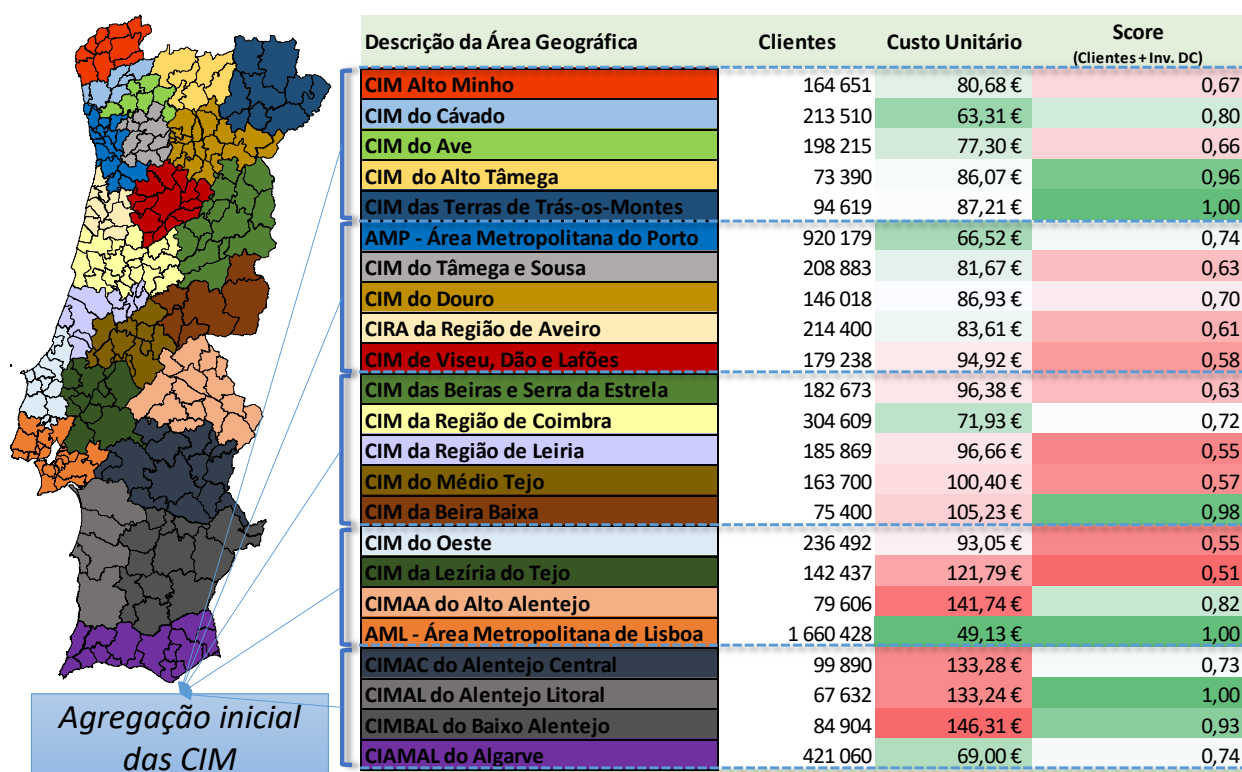 Descrição da Área Geográfica Clientes Custo Unitário Score
(Clientes + Inv. DC)
CIM Alto Minho 164 651 80,68 € 0,67
CIM do Cávado 213 510 63,31 € 0,80
CIM do Ave 198 215 77,30 € 0,66
CIM do Alto Tâmega 73 390 86,07 € 0,96
CIM das Terras de Trás-os-Montes 94 619 87,21 € 1,00
AMP - Área Metropolitana do Porto 920 179 66,52 € 0,74
CIM do Tâmega e Sousa 208 883 81,67 € 0,63
CIM do Douro 146 018 86,93 € 0,70
CIRA da Região de Aveiro 214 400 83,61 € 0,61
CIM de Viseu, Dão e Lafões 179 238 94,92 € 0,58
CIM das Beiras e Serra da Estrela 182 673 96,38 € 0,63
CIM da Região de Coimbra 304 609 71,93 € 0,72
CIM da Região de Leiria 185 869 96,66 € 0,55
CIM do Médio Tejo 163 700 100,40 € 0,57
CIM da Beira Baixa 75 400 105,23 € 0,98
CIM do Oeste 236 492 93,05 € 0,55
CIM da Lezíria do Tejo 142 437 121,79 € 0,51
CIMAA do Alto Alentejo 79 606 141,74 € 0,82
AML - Área Metropolitana de Lisboa 1 660 428 49,13 € 1,00
CIMAC do Alentejo Central 99 890 133,28 € 0,73
CIMAL do Alentejo Litoral 67 632 133,24 € 1,00
CIMBAL do Baixo Alentejo 84 904 146,31 € 0,93
CIAMAL do Algarve 421 060 69,00 € 0,74
Agregação inicial
das CIM